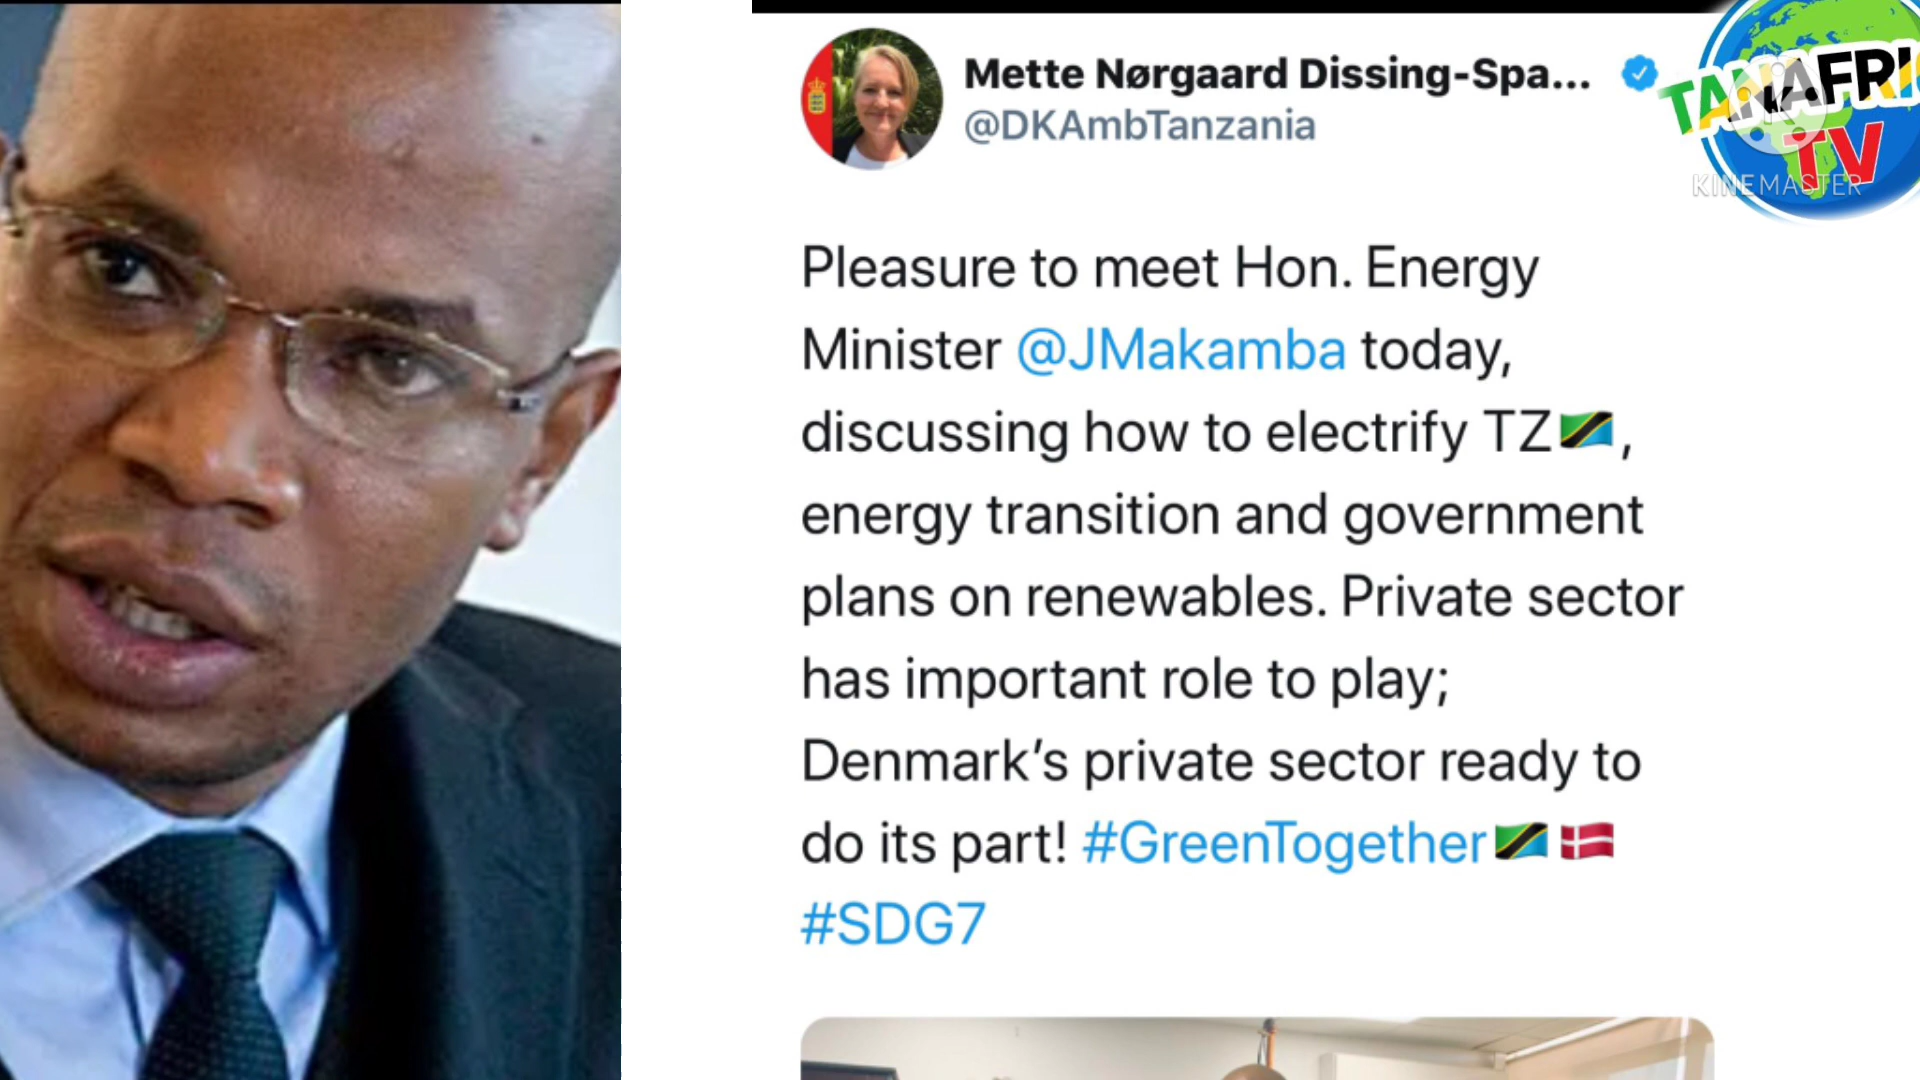 Mette Nørgaard Dissing-Spa...
@DKAmbTanzania
TANAFRI
TV
KINEMASTER
Pleasure to meet Hon. Energy
Minister @JMakamba today,
discussing how to electrify TZ🇹🇿,
energy transition and government
plans on renewables. Private sector
has important role to play;
Denmark’s private sector ready to
do its part! #GreenTogether🇹🇿🇩🇰
#SDG7